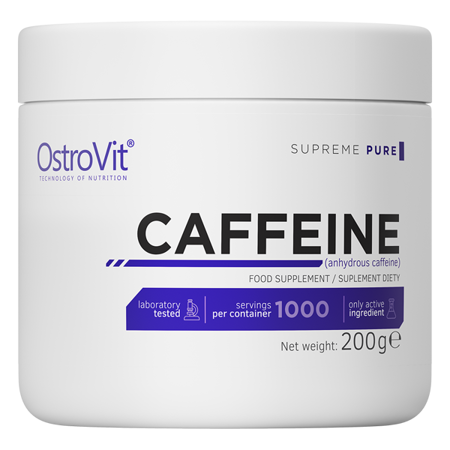 OstroVit®
TECHNOLOGY OF NUTRITION
SUPREME PURE
CAFFEINE
(anhydrous caffeine)
FOOD SUPPLEMENT / SUPLEMENT DIETY
laboratory tested
servings per container 1000
only active ingredient
Net weight: 200g℮